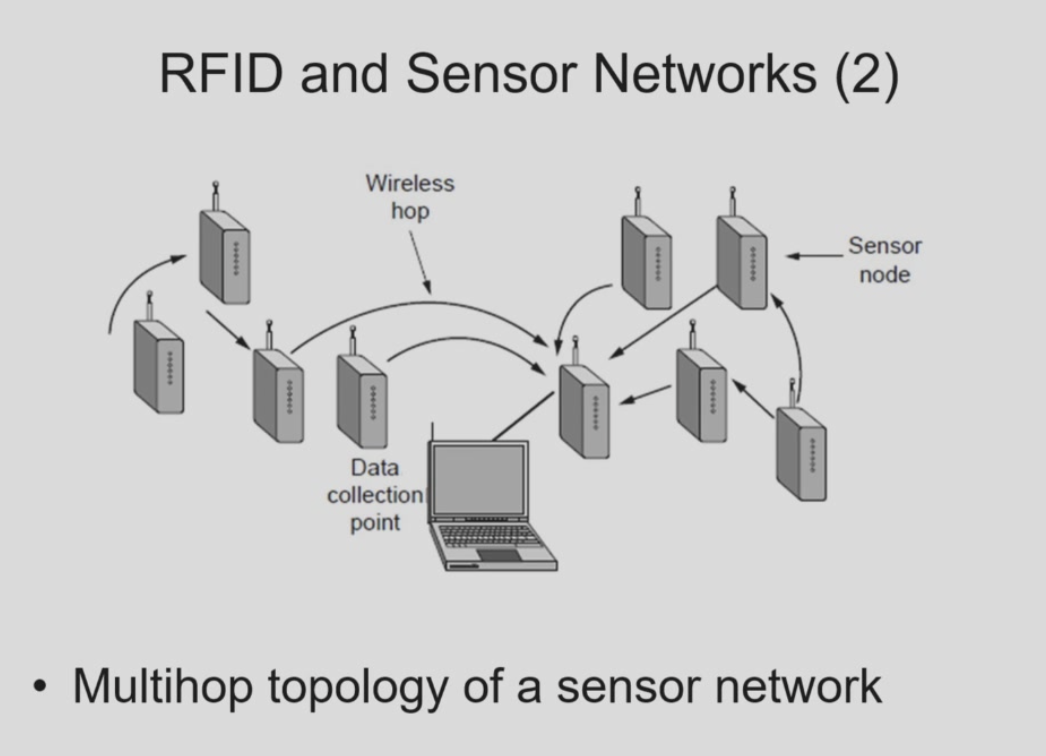 RFID and Sensor Networks (2)
Wireless
hop
Sensor
node
Data
collection
point
• Multihop topology of a sensor network